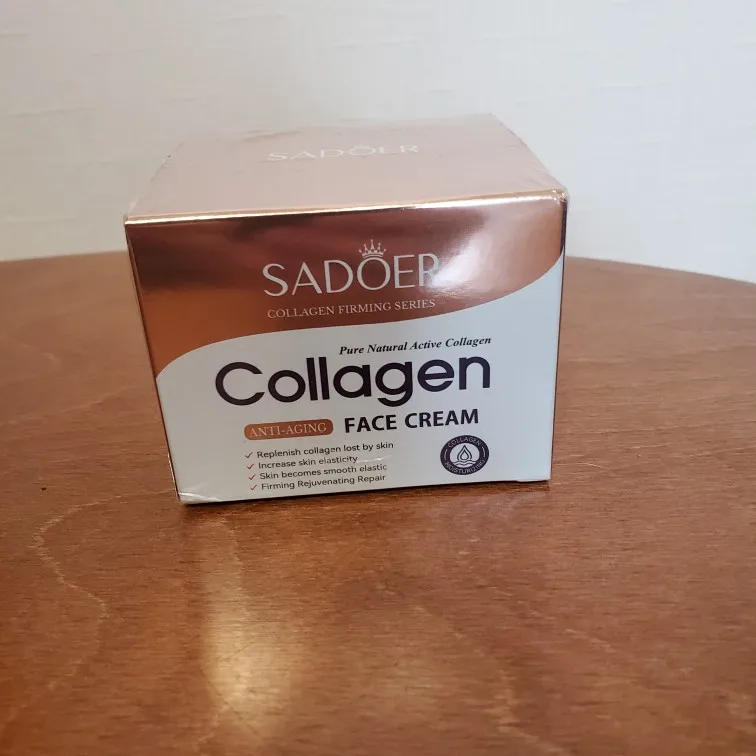 SADOER
SADOER
COLLAGEN FIRMING SERIES
Pure Natural Active Collagen
Collagen
ANTI-AGING FACE CREAM
✓ Replenish collagen lost by skin
✓ Increase skin elasticity
✓ Skin becomes smooth elastic
✓ Firming Rejuvenating Repair
COLLAGEN
MOISTURIZING